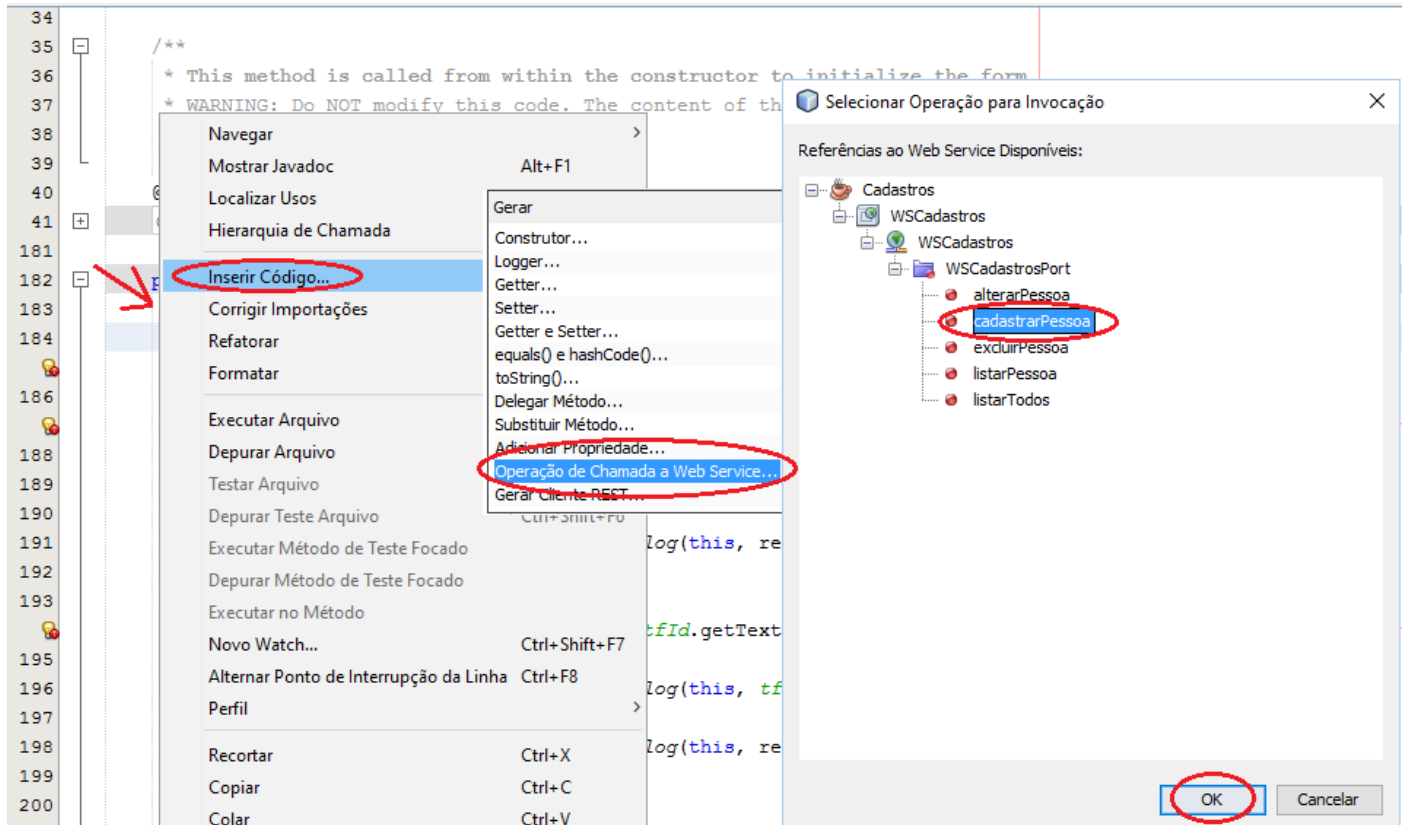 34
35 /**
36 * This method is called from within the constructor to initialize the form
37 * WARNING: Do NOT modify this code. The content of th
38
39
40 @
41
181
182 p
183
184
186
188
189
190
191 log(this, re
192
193
tfId.getText
195
196 log(this, tf
197
198 log(this, re
199
200
Navegar >
Mostrar Javadoc Alt+F1
Localizar Usos
Hierarquia de Chamada
Inserir Código...
Corrigir Importações
Refatorar
Formatar
Executar Arquivo
Depurar Arquivo
Testar Arquivo
Depurar Teste Arquivo Ctrl+Shift+F6
Executar Método de Teste Focado
Depurar Método de Teste Focado
Executar no Método
Novo Watch... Ctrl+Shift+F7
Alternar Ponto de Interrupção da Linha Ctrl+F8
Perfil >
Recortar Ctrl+X
Copiar Ctrl+C
Colar Ctrl+V
Gerar
Construtor...
Logger...
Getter...
Setter...
Getter e Setter...
equals() e hashCode()...
toString()...
Delegar Método...
Substituir Método...
Adicionar Propriedade...
Operação de Chamada a Web Service...
Gerar Cliente REST...
Selecionar Operação para Invocação
Referências ao Web Service Disponíveis:
Cadastros
WSCadastros
WSCadastros
WSCadastrosPort
alterarPessoa
cadastrarPessoa
excluirPessoa
listarPessoa
listarTodos
OK Cancelar